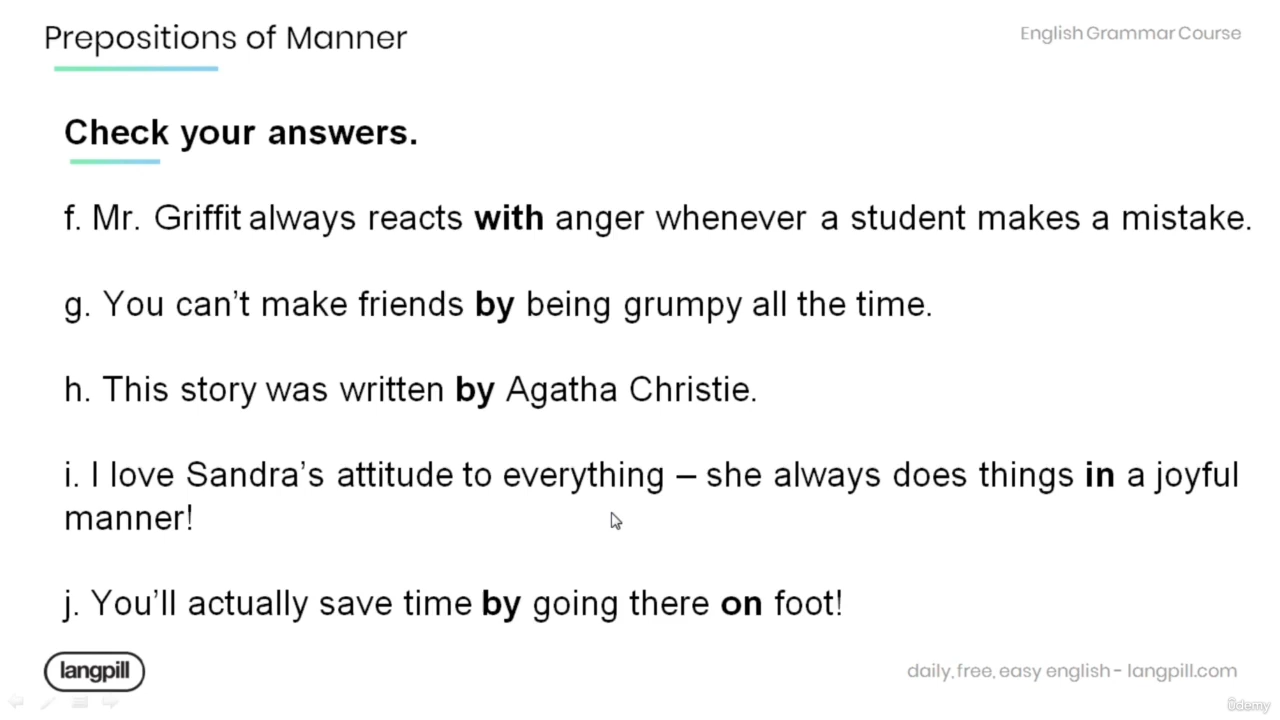 Prepositions of Manner
English Grammar Course
Check your answers.
f. Mr. Griffit always reacts with anger whenever a student makes a mistake.
g. You can’t make friends by being grumpy all the time.
h. This story was written by Agatha Christie.
i. I love Sandra’s attitude to everything – she always does things in a joyful
manner!
j. You’ll actually save time by going there on foot!
langpill
daily, free, easy english - langpill.com
ûdemy